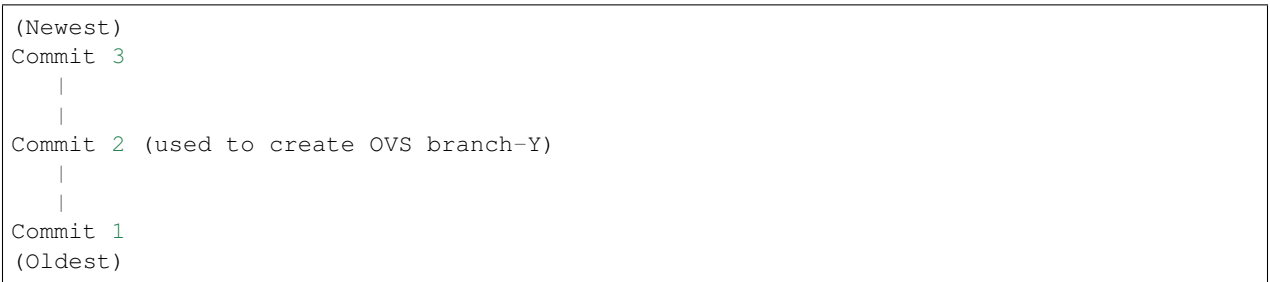 (Newest)
Commit 3
|
|
Commit 2 (used to create OVS branch-Y)
|
|
Commit 1
(Oldest)